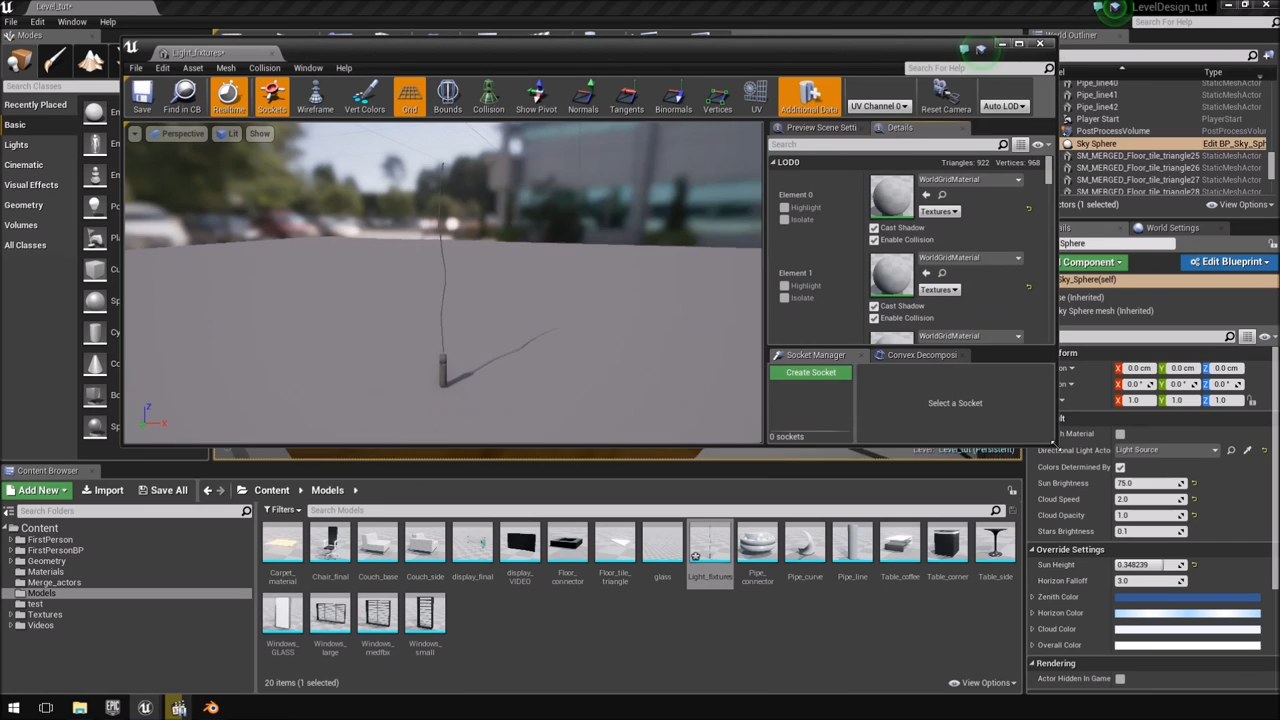 Level_tut*
LevelDesign_tut
File Edit Window Help
Search For Help
Modes
World Outliner
Search Classes
Recently Placed
Basic
Lights
Cinematic
Visual Effects
Geometry
Volumes
All Classes
Light_fixtures*
File Edit Asset Mesh Collision Window Help
Search For Help
Save Find in CB Realtime Sockets Wireframe Vert Colors Grid Bounds Collision Show Pivot Normals Tangents Binormals Vertices UV Additional Data UV Channel 0 Reset Camera Auto LOD
Perspective Lit Show
Preview Scene Setti Details
Search
LOD0 Triangles: 922 Vertices: 968
Element 0
Highlight
Isolate
WorldGridMaterial
Textures
Cast Shadow
Enable Collision
Element 1
Highlight
Isolate
WorldGridMaterial
Textures
Cast Shadow
Enable Collision
WorldGridMaterial
Socket Manager Convex Decomposi
Create Socket
Select a Socket
0 sockets
Z
X
Level: Level_tut (Persistent)
Type
Pipe_line40 StaticMeshActor
Pipe_line41 StaticMeshActor
Pipe_line42 StaticMeshActor
Player Start PlayerStart
PostProcessVolume PostProcessVolume
Sky Sphere Edit BP_Sky_Sph
SM_MERGED_Floor_tile_triangle25 StaticMeshActor
SM_MERGED_Floor_tile_triangle26 StaticMeshActor
SM_MERGED_Floor_tile_triangle27 StaticMeshActor
SM_MERGED_Floor_tile_triangle28 StaticMeshActor
actors (1 selected) View Options
World Settings
Sphere
Component Edit Blueprint
Sky_Sphere(self)
(Inherited)
Sky Sphere mesh (Inherited)
X 0.0 cm Y 0.0 cm Z 0.0 cm
X 0.0° Y 0.0° Z 0.0°
X 1.0 Y 1.0 Z 1.0
Directional Light Acto Light Source
Colors Determined By
Sun Brightness 75.0
Cloud Speed 2.0
Cloud Opacity 1.0
Stars Brightness 0.1
Override Settings
Sun Height 0.348239
Horizon Falloff 3.0
Zenith Color
Horizon Color
Cloud Color
Overall Color
Rendering
Actor Hidden In Game
Content Browser
Add New Import Save All Content Models
Search Folders
Filters Search Models
Content
FirstPerson
FirstPersonBP
Geometry
Materials
Merge_actors
Models
test
Textures
Videos
Carpet_material Chair_final Couch_base Couch_side display_final display_VIDEO Floor_connector Floor_tile_triangle glass Light_fixtures Pipe_connector Pipe_curve Pipe_line Table_coffee Table_corner Table_side
Windows_GLASS Windows_large Windows_medfbx Windows_small
20 items (1 selected) View Options